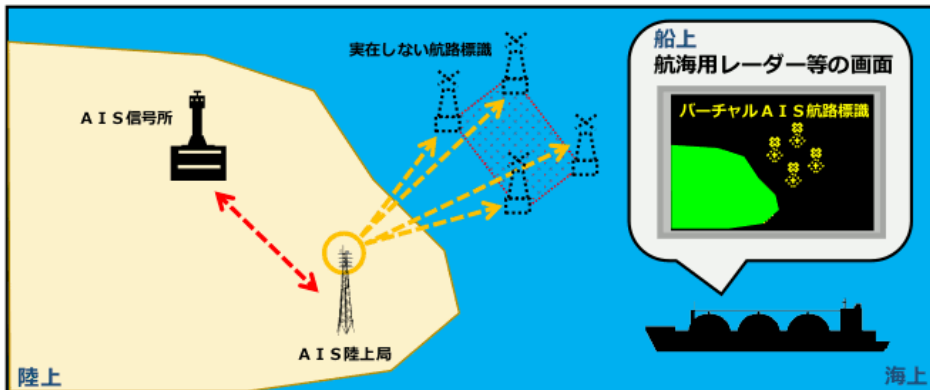 実在しない航路標識
船上
航海用レーダー等の画面
バーチャルAIS航路標識
AIS信号所
AIS陸上局
陸上
海上